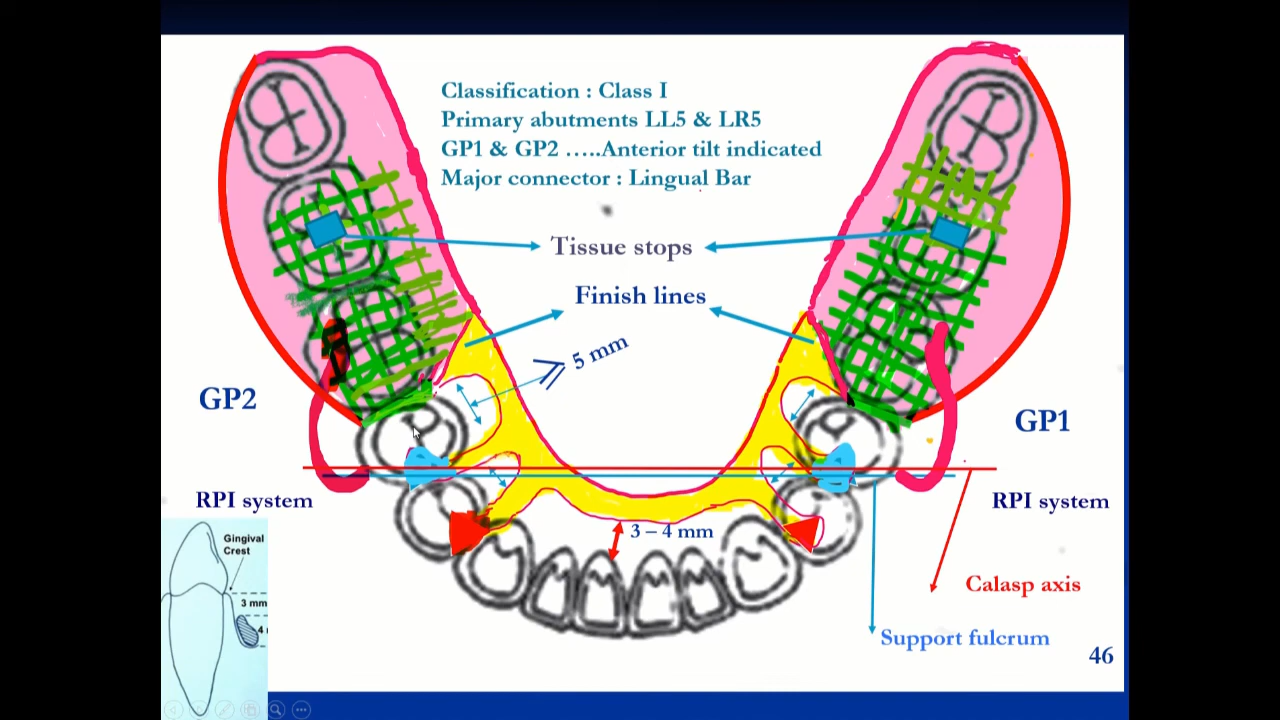 Classification : Class I
Primary abutments LL5 & LR5
GP1 & GP2 …..Anterior tilt indicated
Major connector : Lingual Bar
Tissue stops
Finish lines
≥ 5 mm
GP2
GP1
RPI system
RPI system
3 – 4 mm
Gingival
Crest
3 mm
4
Calasp axis
Support fulcrum
46